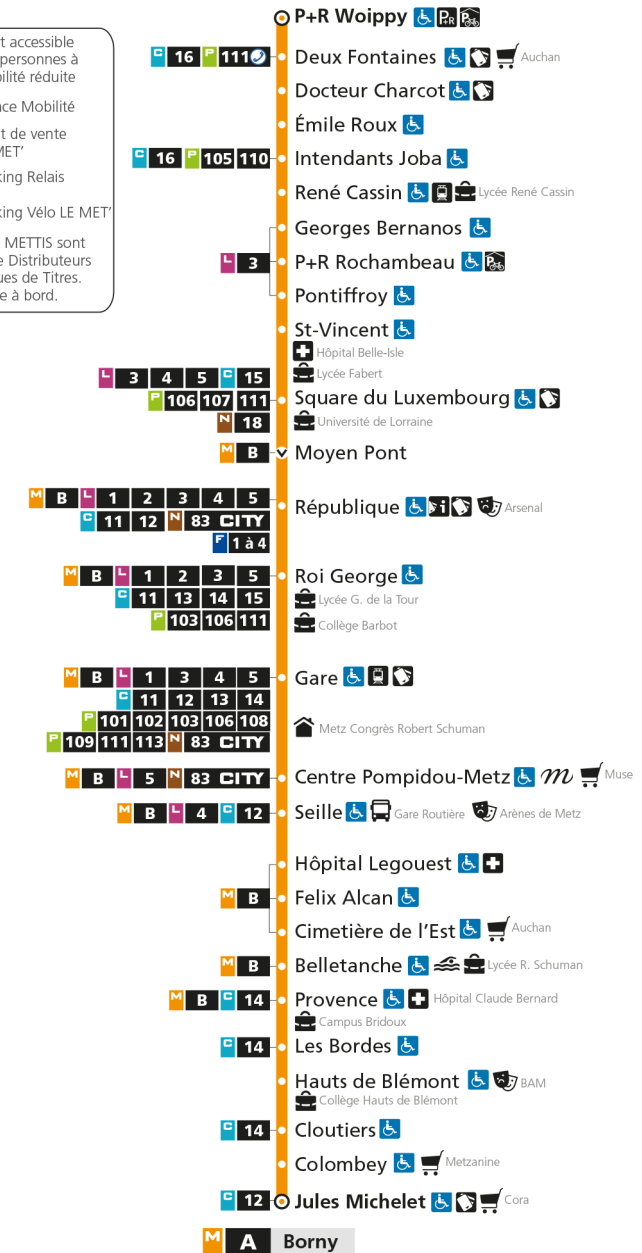 P+R Woippy P+R P
t accessible
personnes à
ilité réduite
ce Mobilité
t de vente
MET'
ing Relais
ing Vélo LE MET'
METTIS sont
e Distributeurs
ues de Titres.
e à bord.
C 16 P 111 Deux Fontaines Auchan
Docteur Charcot
Émile Roux
C 16 P 105 110 Intendants Joba
René Cassin Lycée René Cassin
Georges Bernanos
L 3 P+R Rochambeau P
Pontiffroy
St-Vincent
Hôpital Belle-Isle
Lycée Fabert
L 3 4 5 C 15
P 106 107 111 Square du Luxembourg
N 18 Université de Lorraine
M B Moyen Pont
M B L 1 2 3 4 5
C 11 12 N 83 CITY République i Arsenal
F 1 à 4
M B L 1 2 3 5 Roi George
C 11 13 14 15 Lycée G. de la Tour
P 103 106 111 Collège Barbot
M B L 1 3 4 5 Gare
C 11 12 13 14
P 101 102 103 106 108 Metz Congrès Robert Schuman
P 109 111 113 N 83 CITY
M B L 5 N 83 CITY Centre Pompidou-Metz m Muse
M B L 4 C 12 Seille Gare Routière Arènes de Metz
Hôpital Legouest
M B Felix Alcan
Cimetière de l'Est Auchan
M B Belletanche Lycée R. Schuman
M B C 14 Provence Hôpital Claude Bernard
Campus Bridoux
C 14 Les Bordes
Hauts de Blémont BAM
Collège Hauts de Blémont
C 14 Cloutiers
Colombey Metzanine
C 12 Jules Michelet Cora
M A Borny